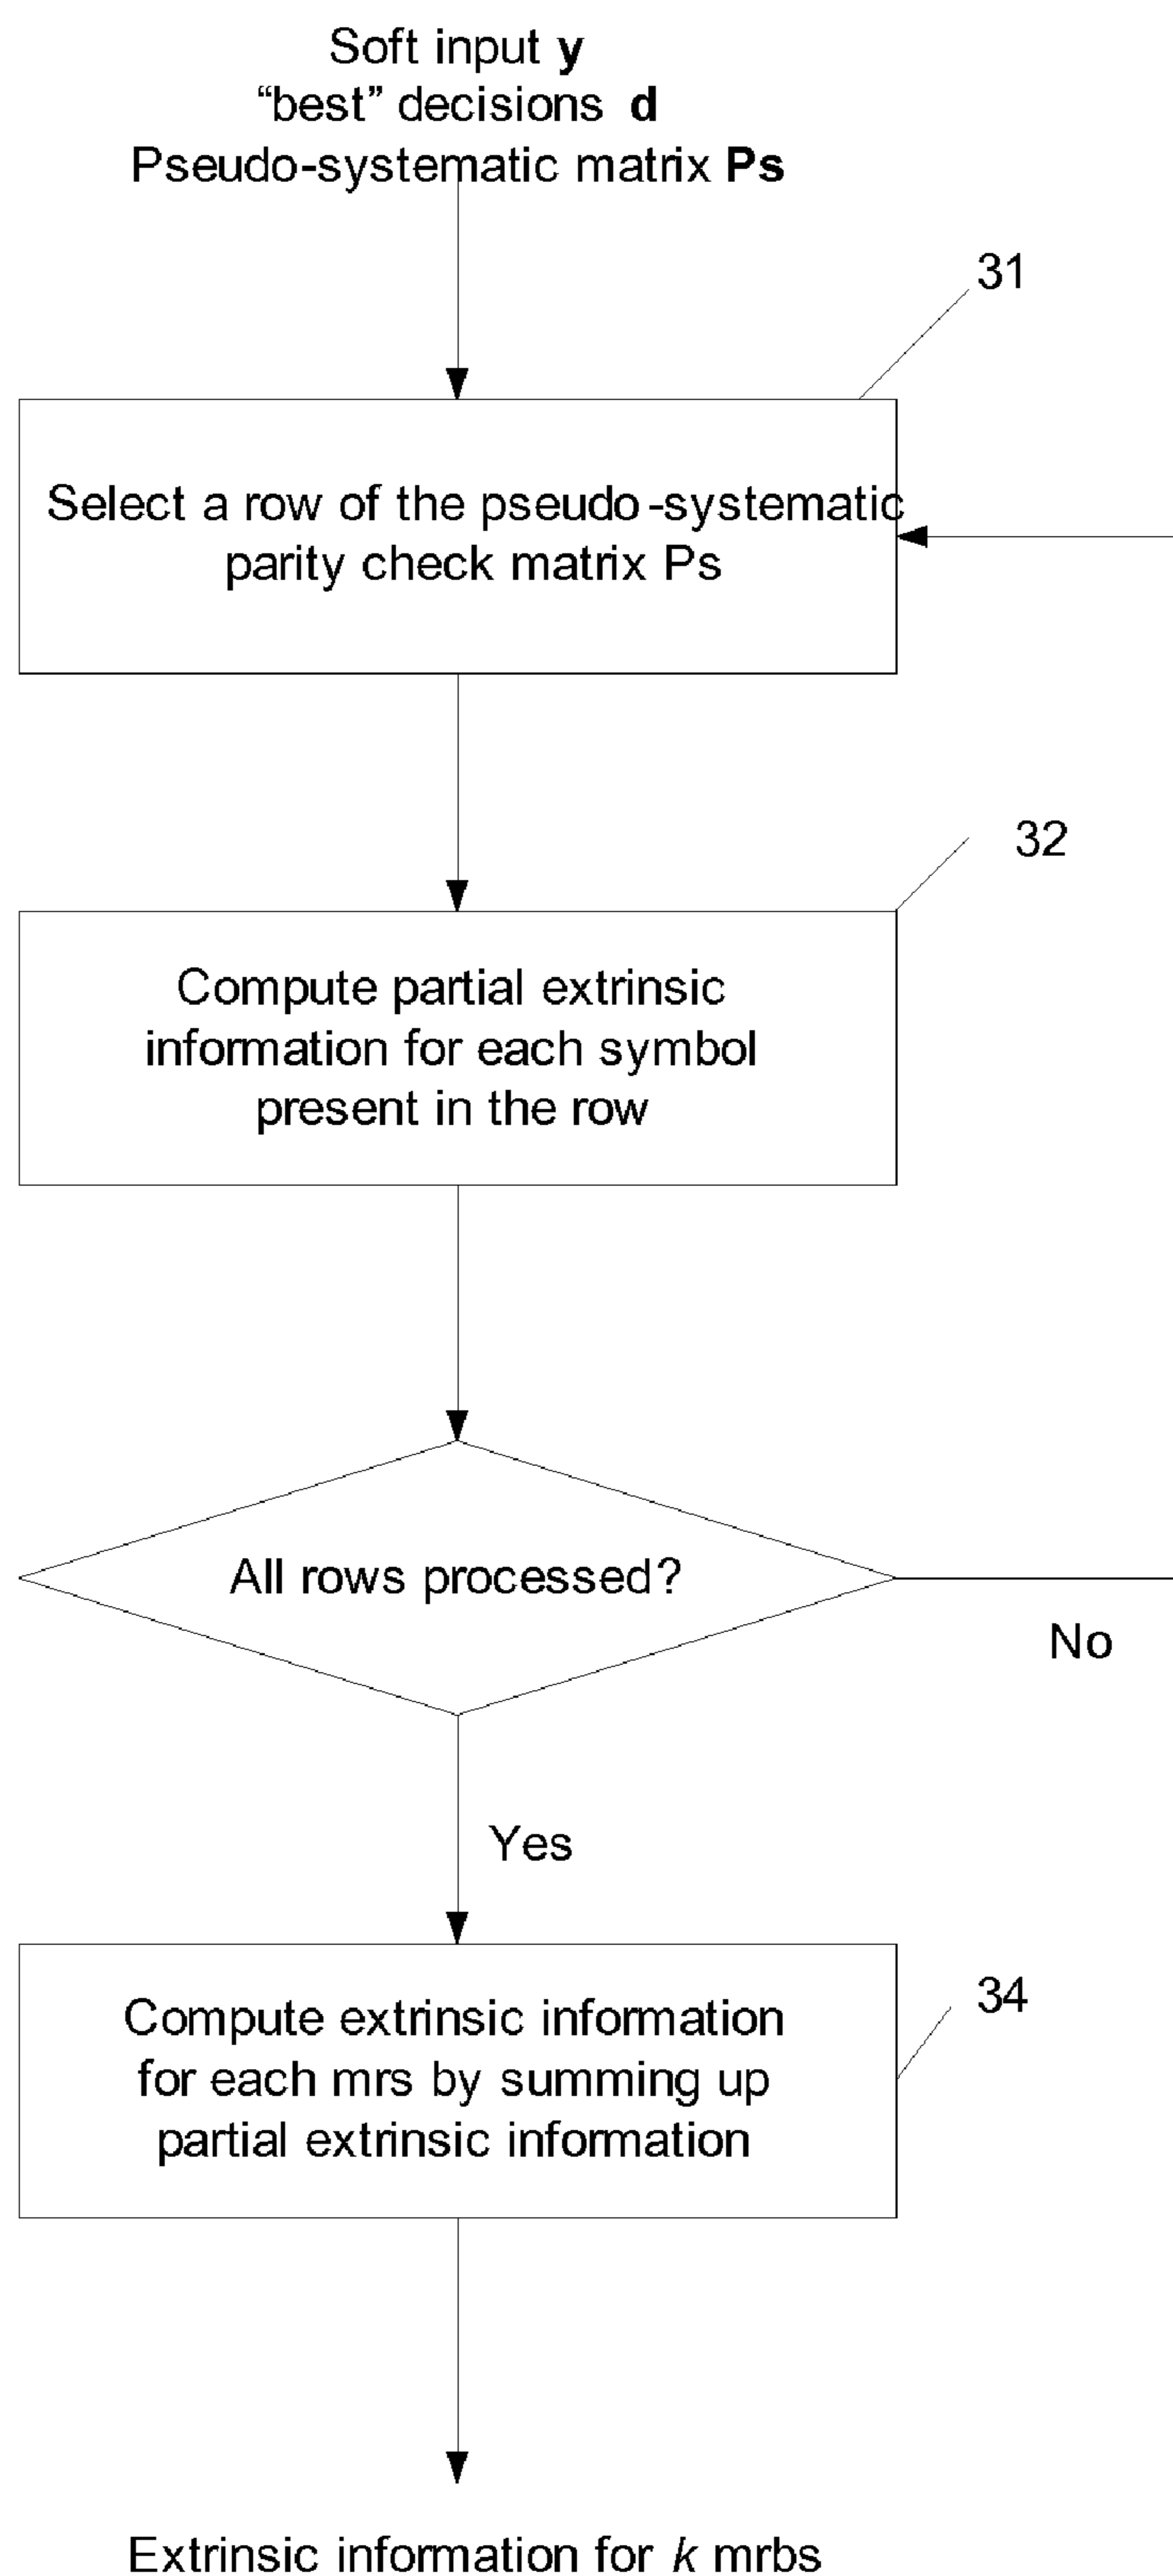 Soft input y
“best” decisions d
Pseudo-systematic matrix Ps
31
Select a row of the pseudo-systematic
parity check matrix Ps
32
Compute partial extrinsic
information for each symbol
present in the row
All rows processed?
No
Yes
34
Compute extrinsic information
for each mrs by summing up
partial extrinsic information
Extrinsic information for k mrbs